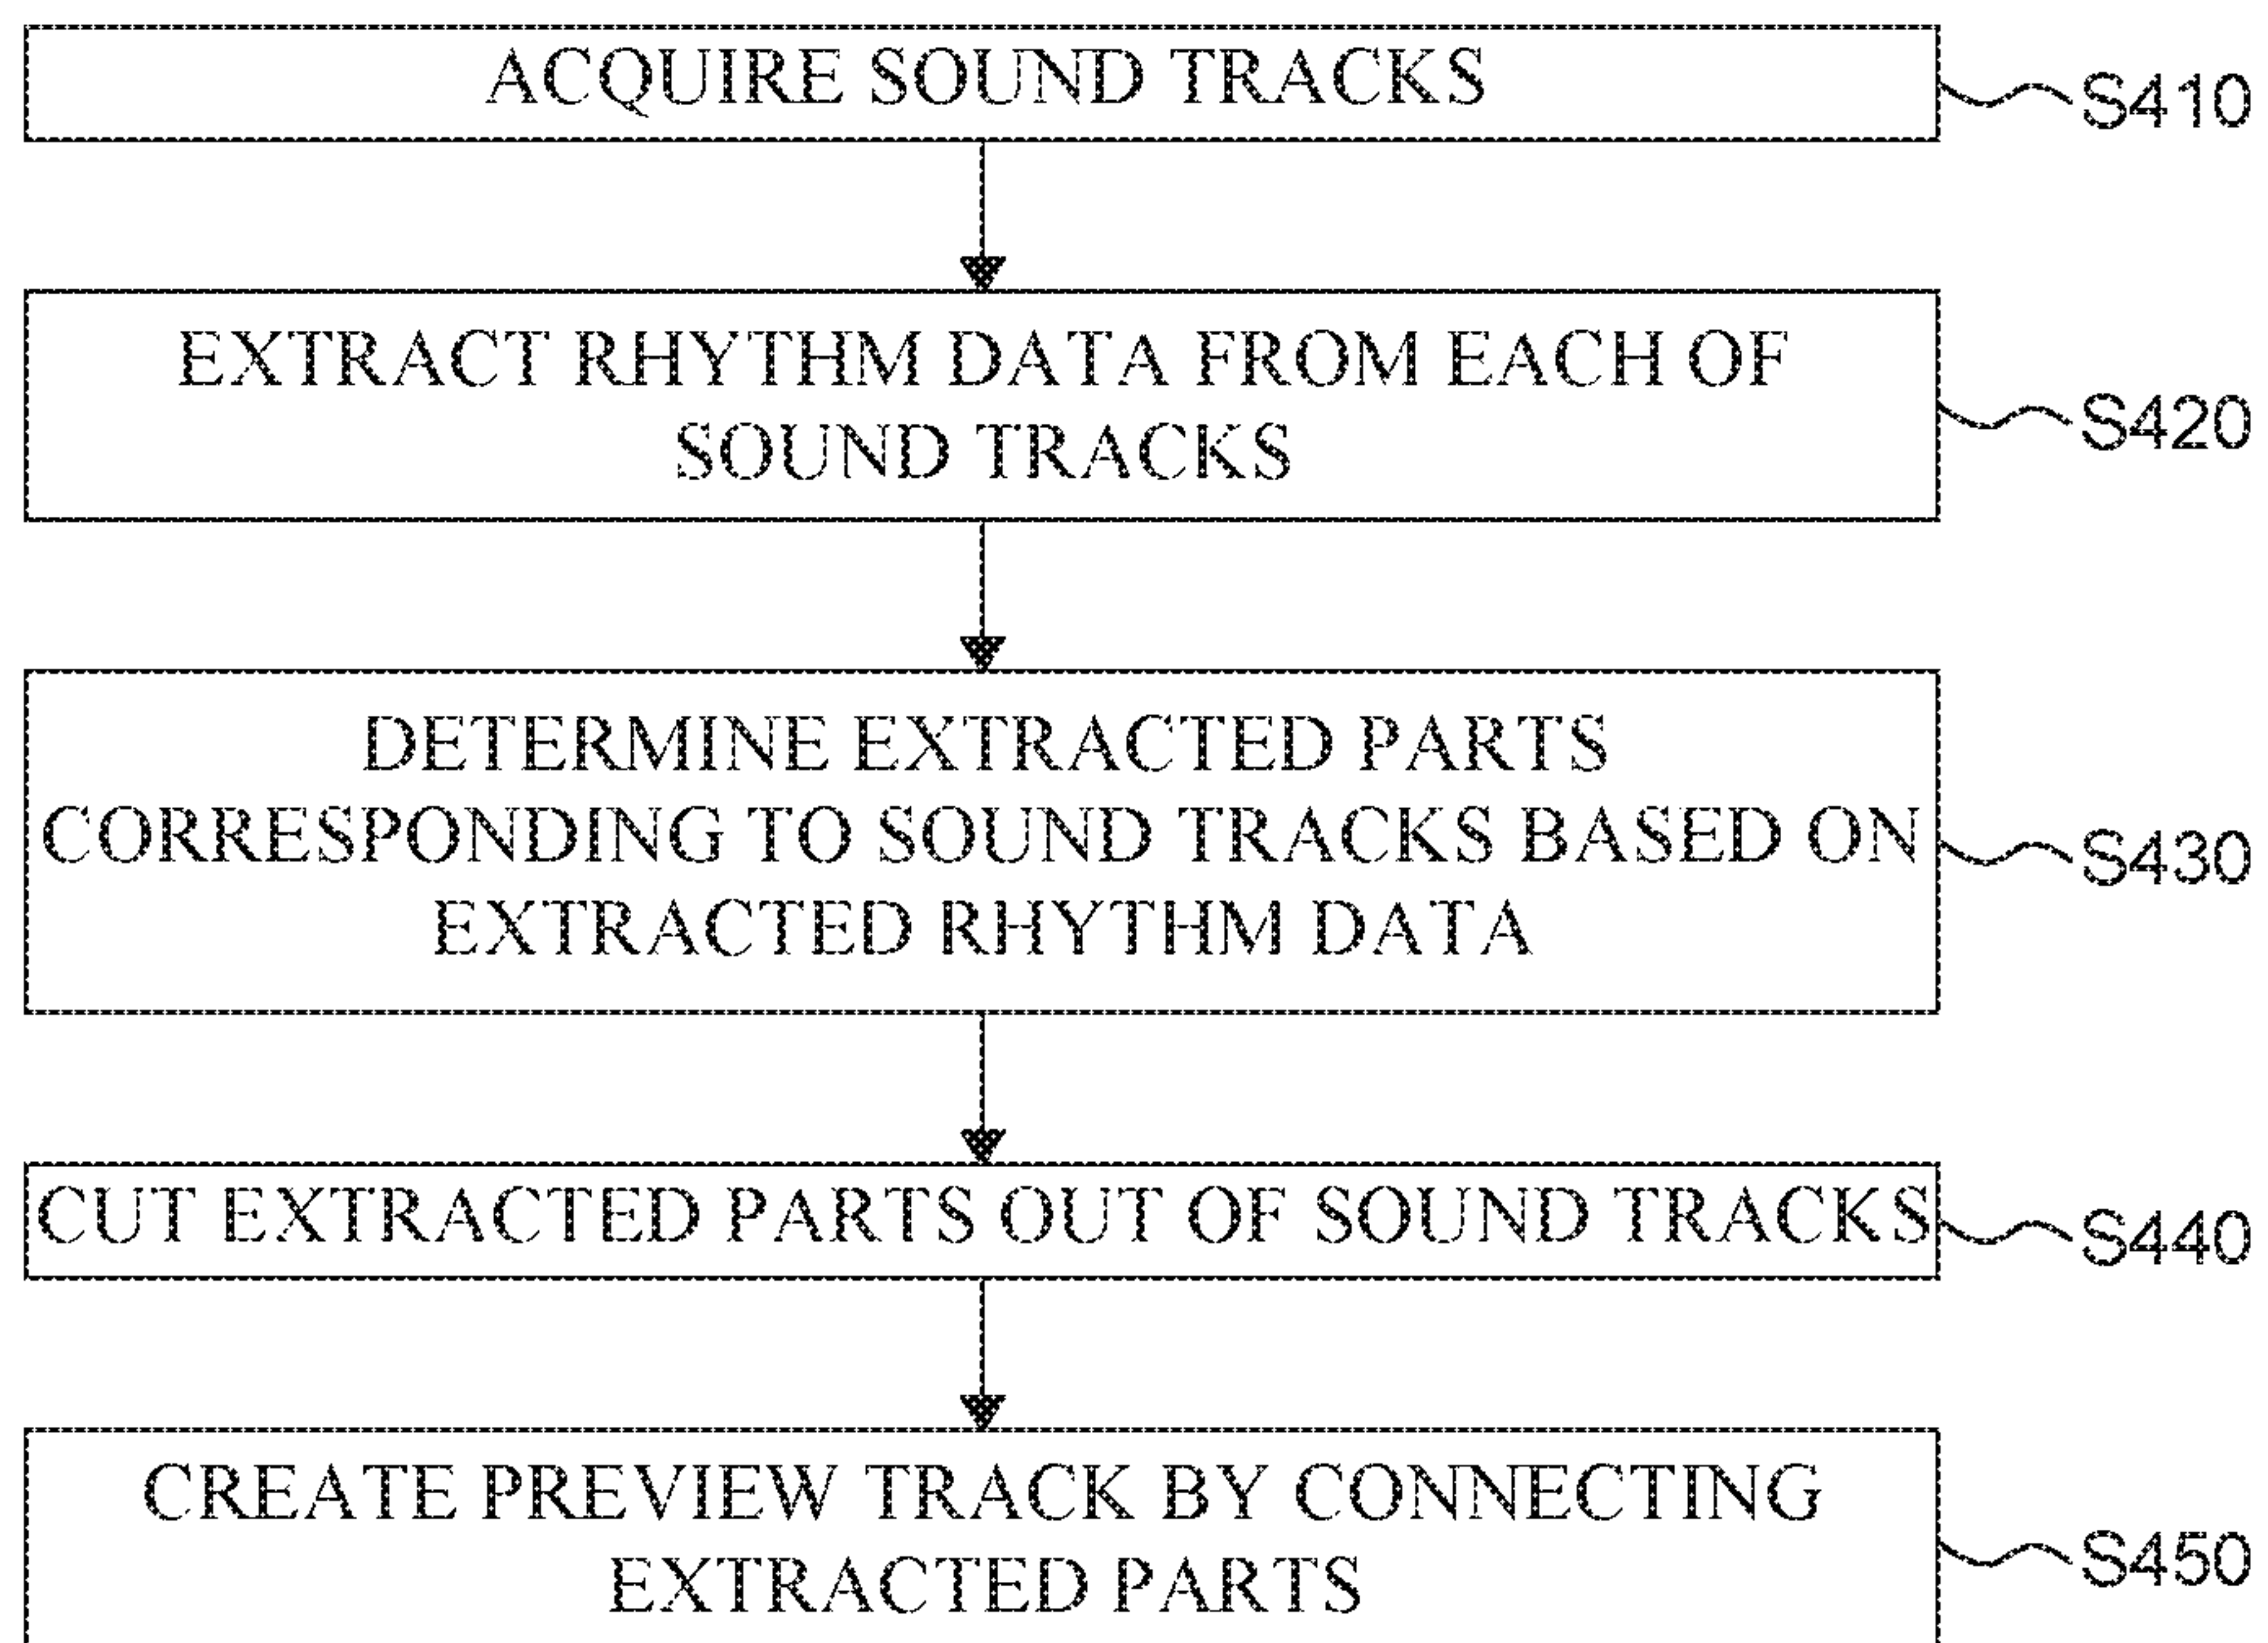 ACQUIRE SOUND TRACKS
S410
EXTRACT RHYTHM DATA FROM EACH OF
SOUND TRACKS
S420
DETERMINE EXTRACTED PARTS
CORRESPONDING TO SOUND TRACKS BASED ON
EXTRACTED RHYTHM DATA
S430
CUT EXTRACTED PARTS OUT OF SOUND TRACKS
S440
CREATE PREVIEW TRACK BY CONNECTING
EXTRACTED PARTS
S450